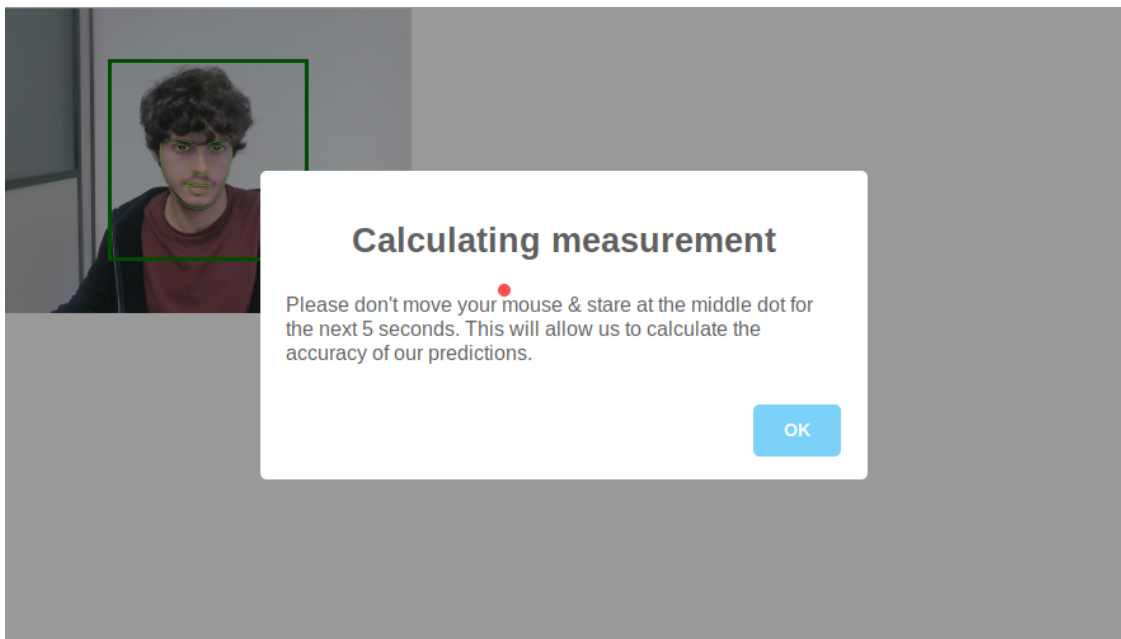 Calculating measurement
Please don't move your mouse & stare at the middle dot for
the next 5 seconds. This will allow us to calculate the
accuracy of our predictions.
OK